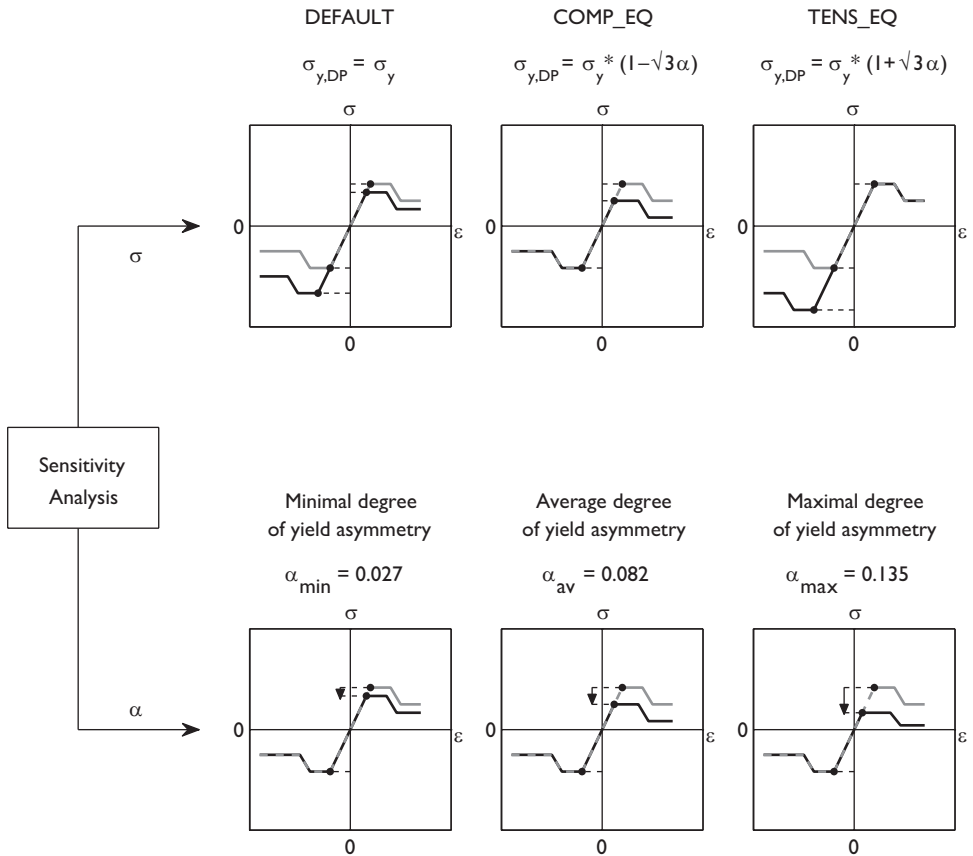 DEFAULT
COMP_EQ
TENS_EQ
σy,DP = σy
σy,DP = σy* (1−√3α)
σy,DP = σy* (1+√3α)
σ
σ
σ
0
ε
0
ε
0
ε
σ
0
0
0
Sensitivity
Analysis
Minimal degree
of yield asymmetry
Average degree
of yield asymmetry
Maximal degree
of yield asymmetry
αmin = 0.027
αav = 0.082
αmax = 0.135
σ
σ
σ
α
0
ε
0
ε
0
ε
0
0
0